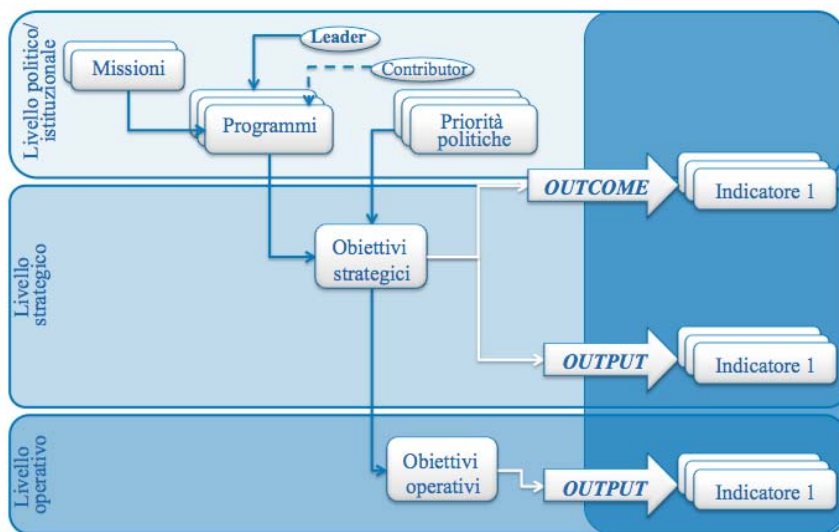 Livello politico/
istituzionale
Missioni
Leader
Contributor
Programmi
Priorità
politiche
OUTCOME
Indicatore 1
Livello
strategico
Obiettivi
strategici
OUTPUT
Indicatore 1
Livello
operativo
Obiettivi
operativi
OUTPUT
Indicatore 1